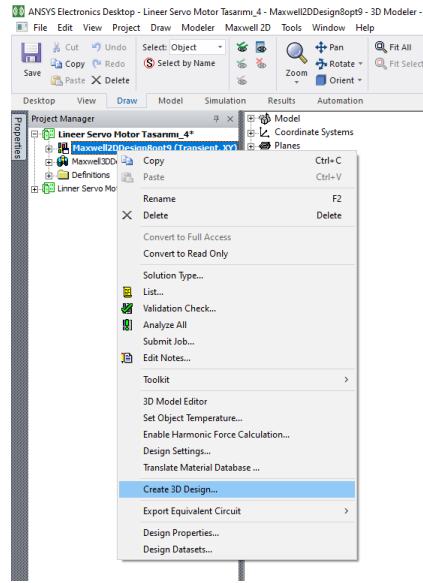 ANSYS Electronics Desktop - Lineer Servo Motor Tasarımı_4 - Maxwell2DDesign8opt9 - 3D Modeler -
File Edit View Project Draw Modeler Maxwell 2D Tools Window Help
Save
Cut Undo
Copy Redo
Paste Delete
Select: Object
Select by Name
Zoom
Pan
Rotate
Orient
Fit All
Fit Select
Desktop View Draw Model Simulation Results Automation
Properties
Project Manager
Lineer Servo Motor Tasarımı_4*
Maxwell2DDesign8opt9 (Transient, XY)
Maxwell3DDe
Definitions
Linner Servo Mo
Model
Coordinate Systems
Planes
Copy Ctrl+C
Paste Ctrl+V
Rename F2
Delete Delete
Convert to Full Access
Convert to Read Only
Solution Type...
List...
Validation Check...
Analyze All
Submit Job...
Edit Notes...
Toolkit
3D Model Editor
Set Object Temperature...
Enable Harmonic Force Calculation...
Design Settings...
Translate Material Database ...
Create 3D Design...
Export Equivalent Circuit
Design Properties...
Design Datasets...